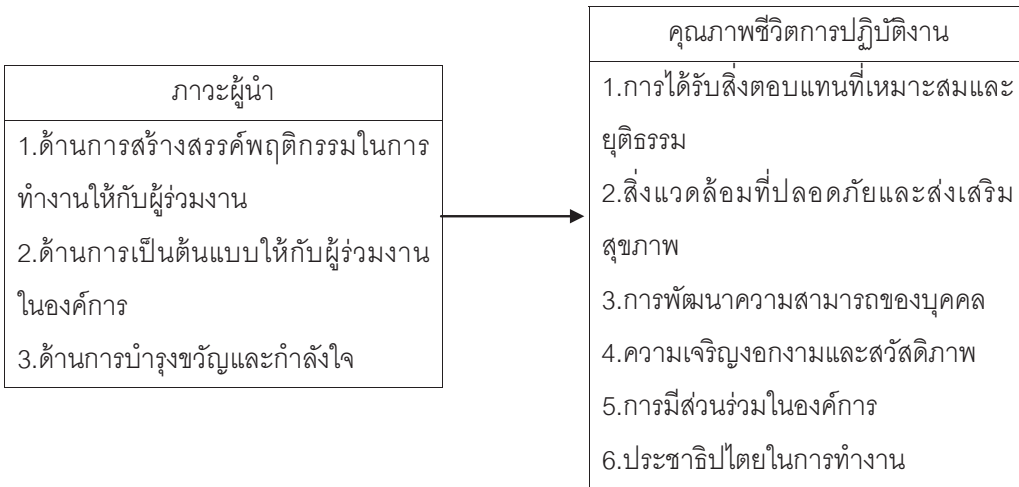 ภาวะผู้นำ
1.ด้านการสร้างสรรค์พฤติกรรมในการ
ทำงานให้กับผู้ร่วมงาน
2.ด้านการเป็นต้นแบบให้กับผู้ร่วมงาน
ในองค์การ
3.ด้านการบำรุงขวัญและกำลังใจ
คุณภาพชีวิตการปฏิบัติงาน
1.การได้รับสิ่งตอบแทนที่เหมาะสมและ
ยุติธรรม
2.สิ่งแวดล้อมที่ปลอดภัยและส่งเสริม
สุขภาพ
3.การพัฒนาความสามารถของบุคคล
4.ความเจริญงอกงามและสวัสดิภาพ
5.การมีส่วนร่วมในองค์การ
6.ประชาธิปไตยในการทำงาน